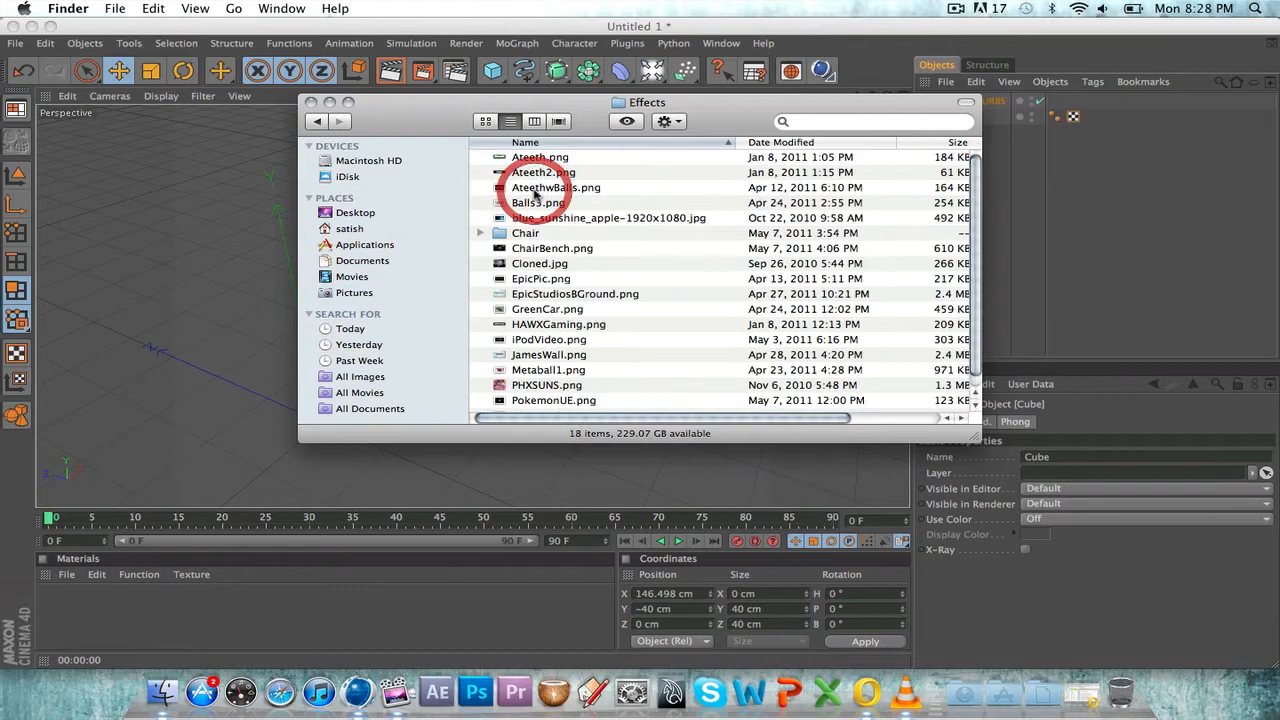 Finder File Edit View Go Window Help 17 Mon 8:28 PM
Untitled 1 *
File Edit Objects Tools Selection Structure Functions Animation Simulation Render MoGraph Character Plugins Python Window Help
X Y Z
Objects Structure
File Edit View Objects Tags Bookmarks
Edit Cameras Display Filter View
URBS
Perspective
Effects
DEVICES
Macintosh HD
iDisk
PLACES
Desktop
satish
Applications
Documents
Movies
Pictures
SEARCH FOR
Today
Yesterday
Past Week
All Images
All Movies
All Documents
Name Date Modified Size
Ateeth.png Jan 8, 2011 1:05 PM 184 KB
Ateeth2.png Jan 8, 2011 1:15 PM 61 KB
AteethwBalls.png Apr 12, 2011 6:10 PM 164 KB
Balls3.png Apr 24, 2011 2:55 PM 254 KB
blue_sunshine_apple-1920x1080.jpg Oct 22, 2010 9:58 AM 492 KB
Chair May 7, 2011 3:54 PM --
ChairBench.png May 7, 2011 4:06 PM 610 KB
Cloned.jpg Sep 26, 2010 5:44 PM 266 KB
EpicPic.png Apr 13, 2011 5:11 PM 217 KB
EpicStudiosBGround.png Apr 27, 2011 10:21 PM 2.4 MB
GreenCar.png Apr 24, 2011 12:02 PM 459 KB
HAWXGaming.png Jan 8, 2011 12:13 PM 209 KB
iPodVideo.png May 3, 2011 6:16 PM 303 KB
JamesWall.png Apr 28, 2011 4:20 PM 2.4 MB
Metaball1.png Apr 23, 2011 4:28 PM 971 KB
PHXSUNS.png Nov 6, 2010 5:48 PM 1.3 MB
PokemonUE.png May 7, 2011 12:00 PM 123 KB
18 items, 229.07 GB available
Y
Z
dit User Data
Object [Cube]
d. Phong
Basic Properties
Name Cube
Layer
Visible in Editor Default
Visible in Renderer Default
Use Color Off
Display Color
X-Ray
0 5 10 15 20 25 30 35 40 45 50 55 60 65 70 75 80 85 90 0 F
0 F 0 F 90 F 90 F
P
Materials
File Edit Function Texture
Coordinates
Position Size Rotation
X 146.498 cm X 0 cm H 0 °
Y -40 cm Y 40 cm P 0 °
Z 0 cm Z 40 cm B 0 °
Object (Rel) Size Apply
MAXON
CINEMA 4D
00:00:00
2 AE Ps Pr S W P X O